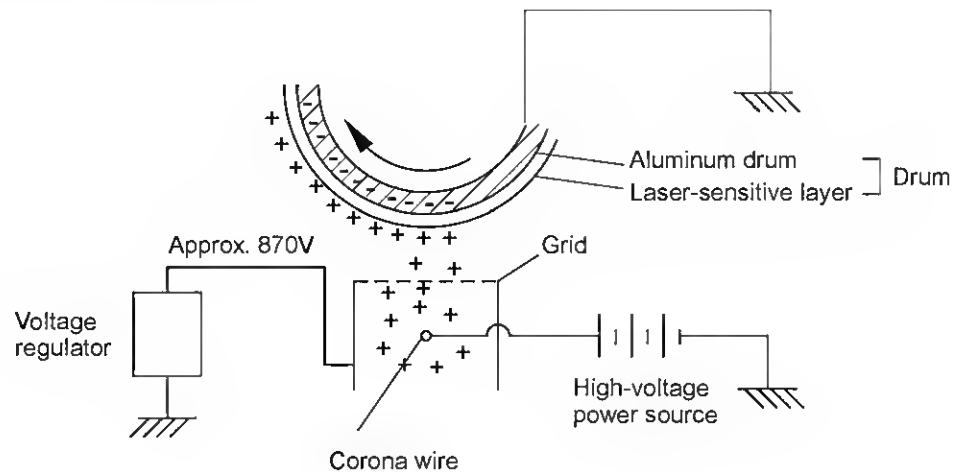 Aluminum drum
Laser-sensitive layer
Drum
Approx. 870V
Grid
Voltage
regulator
High-voltage
power source
Corona wire